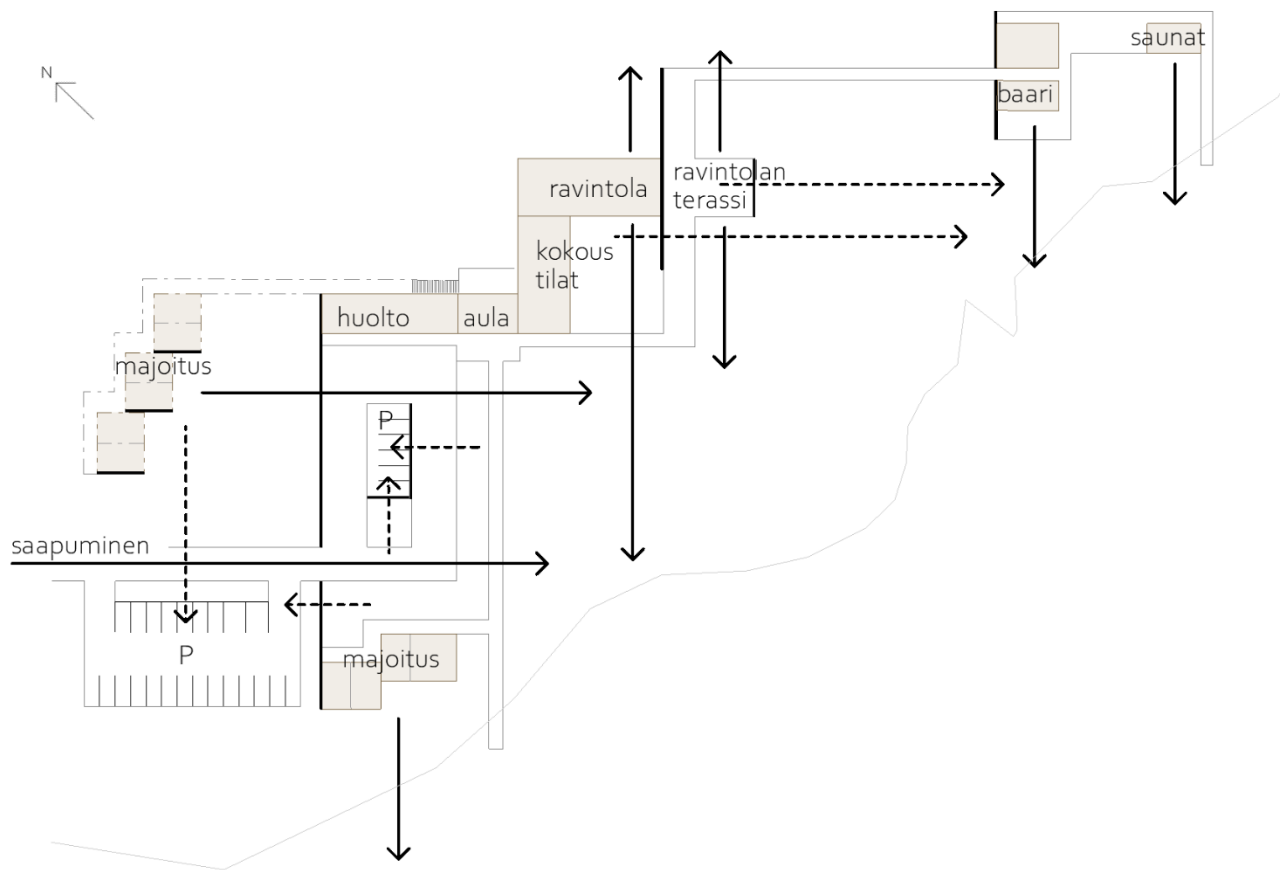 N
saunat
baari
ravintola
ravintolan
terassi
kokous
tilat
huolto
aula
majoitus
P
saapuminen
P
majoitus